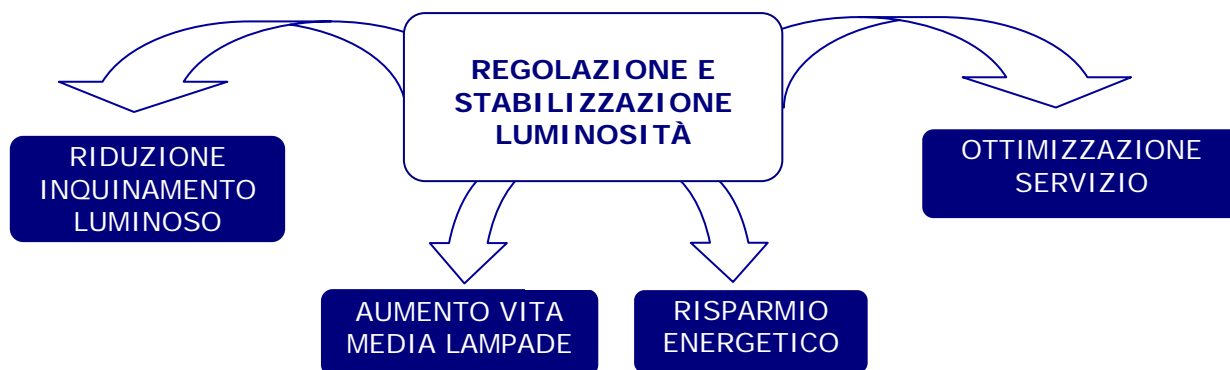 REGOLAZIONE E
STABILIZZAZIONE
LUMINOSITÀ
RIDUZIONE
INQUINAMENTO
LUMINOSO
OTTIMIZZAZIONE
SERVIZIO
AUMENTO VITA
MEDIA LAMPADE
RISPARMIO
ENERGETICO